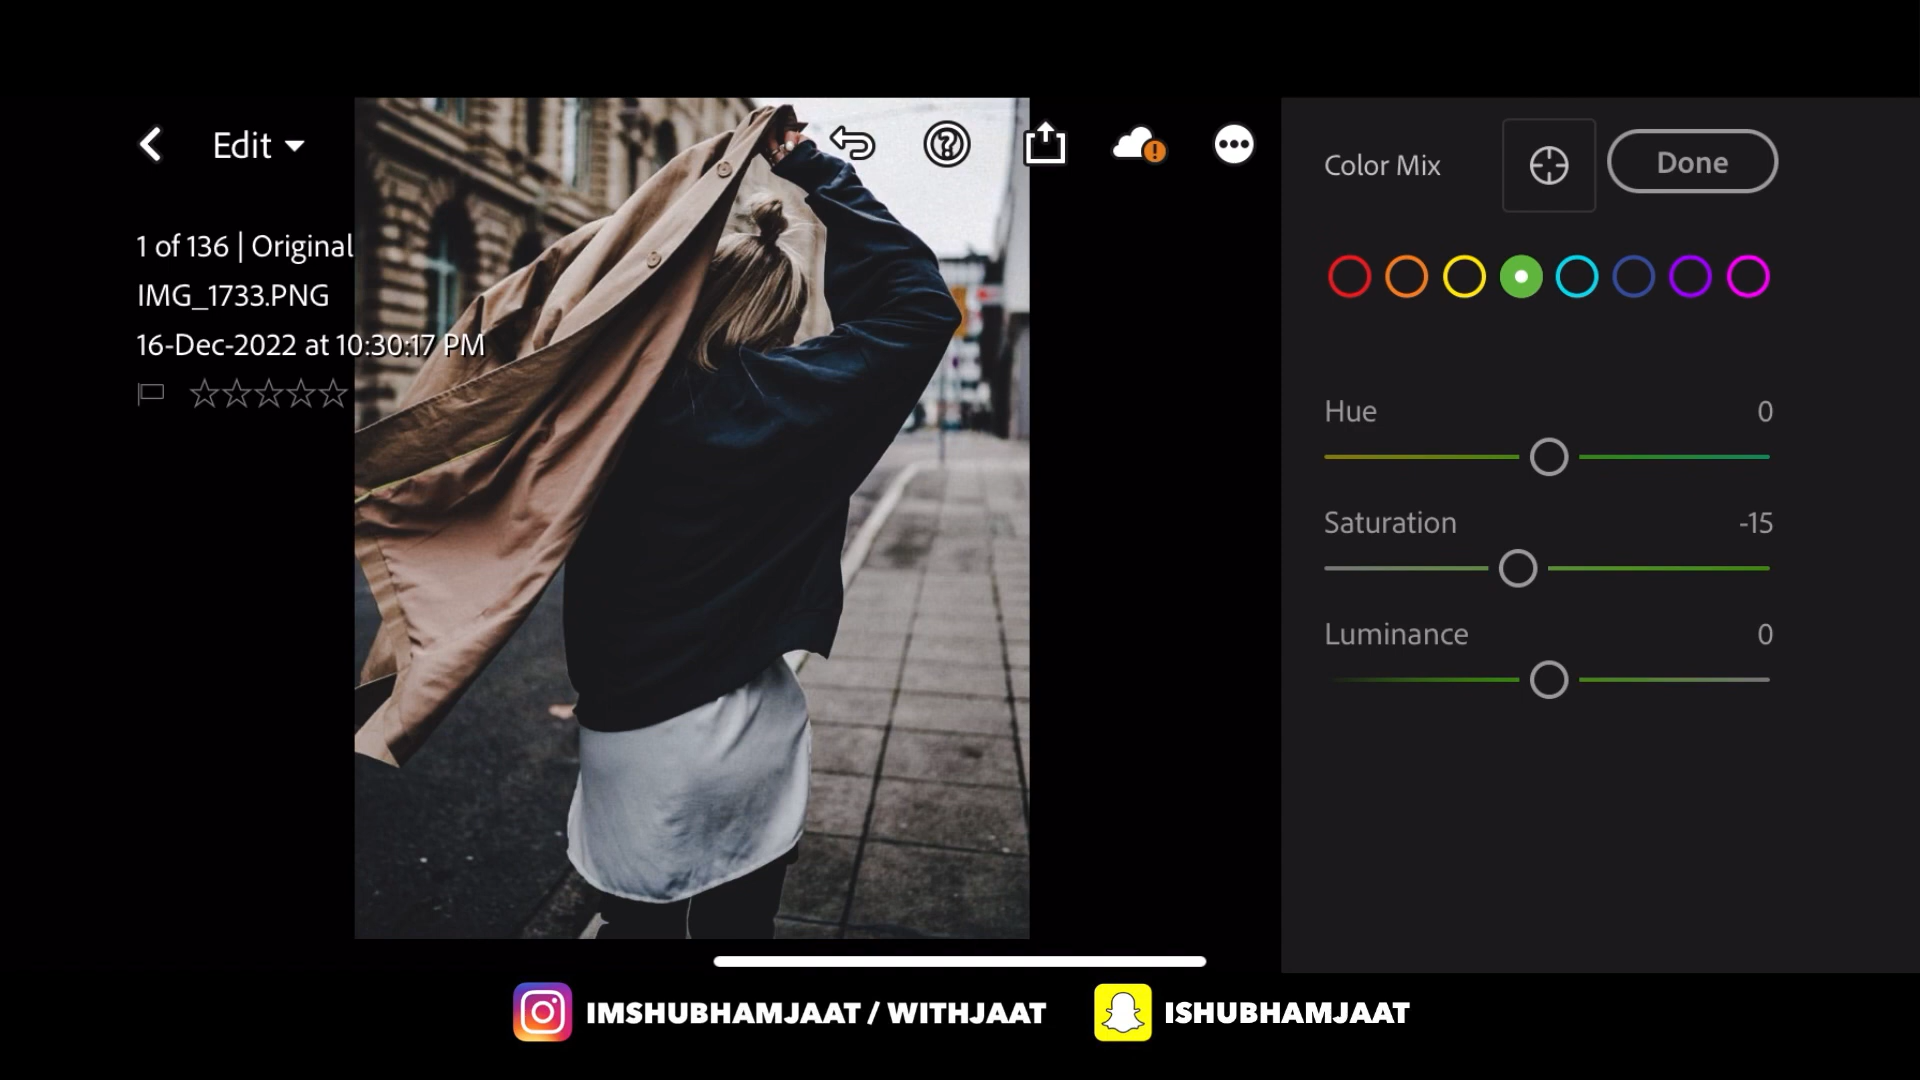 Edit
1 of 136 | Original
IMG_1733.PNG
16-Dec-2022 at 10:30:17 PM
Color Mix
Done
Hue 0
Saturation -15
Luminance 0
IMSHUBHAMJAAT / WITHJAAT
ISHUBHAMJAAT